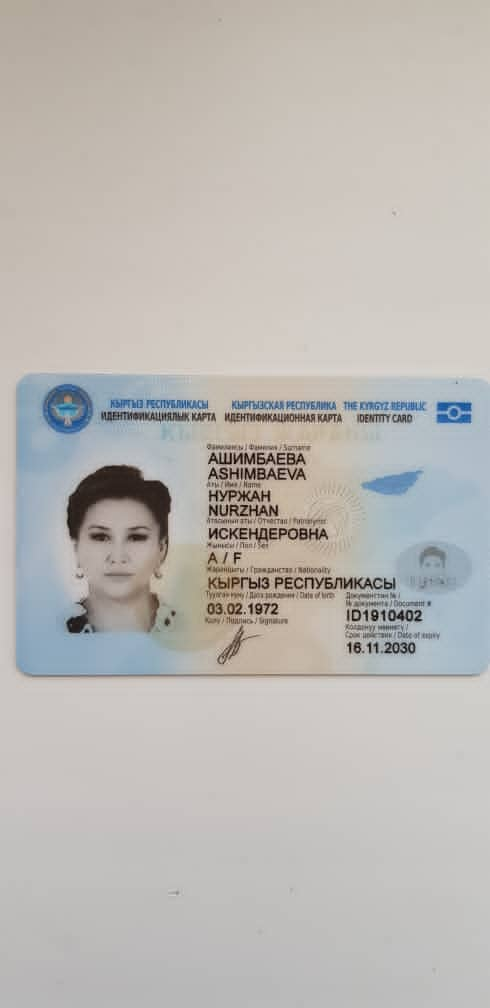 КЫРГЫЗ РЕСПУБЛИКАСЫ КЫРГЫЗСКАЯ РЕСПУБЛИКА THE KYRGYZ REPUBLIC
ИДЕНТИФИКАЦИЯЛЫК КАРТА ИДЕНТИФИКАЦИОННАЯ КАРТА IDENTITY CARD
Фамилиясы / Фамилия / Surname
АШИМБАЕВА
ASHIMBAEVA
Аты / Имя / Name
НУРЖАН
NURZHAN
Атасынын аты / Отчество / Patronymic
ИСКЕНДЕРОВНА
Жынысы / Пол / Sex
А / F
Жарандыгы / Гражданство / Nationality
КЫРГЫЗ РЕСПУБЛИКАСЫ
Туулган күнү / Дата рождения / Date of birth
03.02.1972
Документтин № /
№ документа / Document #
ID1910402
Колу / Подпись / Signature
Колдонуу мөөнөтү /
Срок действия / Date of expiry
16.11.2030